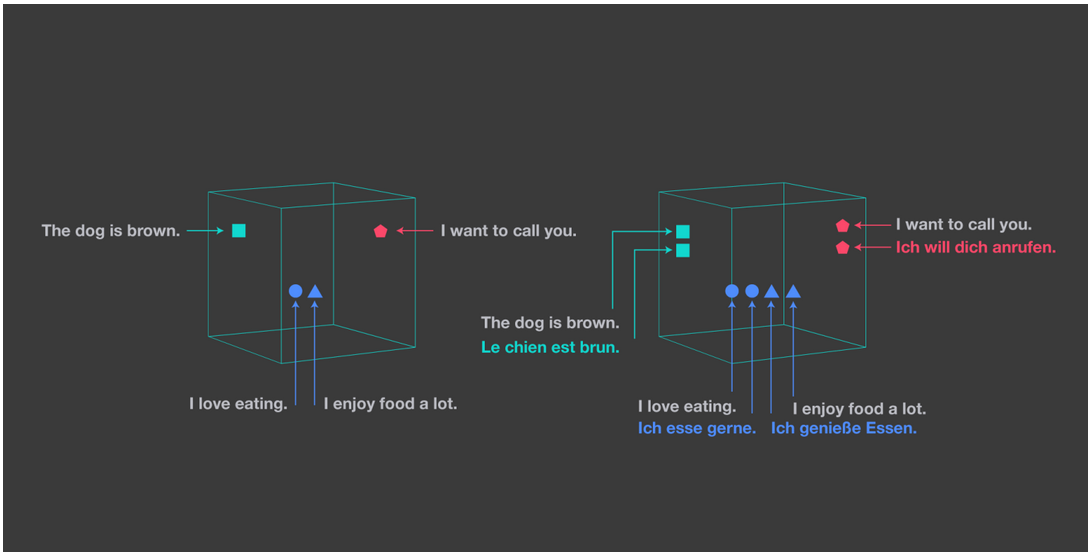 The dog is brown.
I want to call you.
I love eating.
I enjoy food a lot.
I want to call you.
Ich will dich anrufen.
The dog is brown.
Le chien est brun.
I love eating.
I enjoy food a lot.
Ich esse gerne.
Ich genieße Essen.